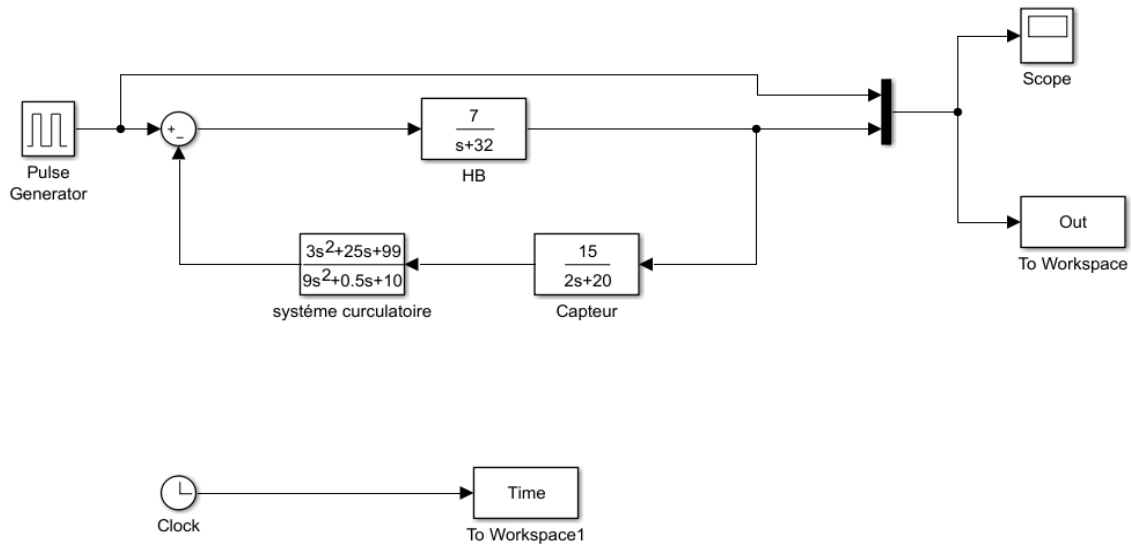 Scope
+
−
7
s+32
HB
Pulse
Generator
Out
To Workspace
3s²+25s+99
9s²+0.5s+10
systéme curculatoire
15
2s+20
Capteur
Time
Clock
To Workspace1